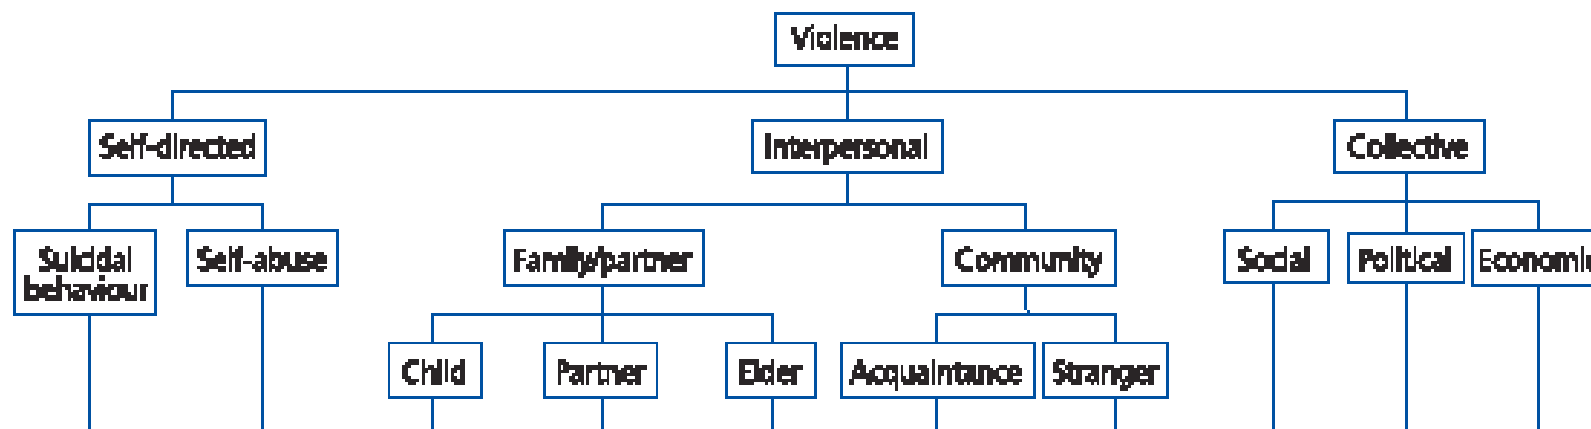 Violence
Self-directed
Interpersonal
Collective
Suicidal
behaviour
Self-abuse
Family/partner
Community
Social
Political
Economic
Child
Partner
Elder
Acquaintance
Stranger